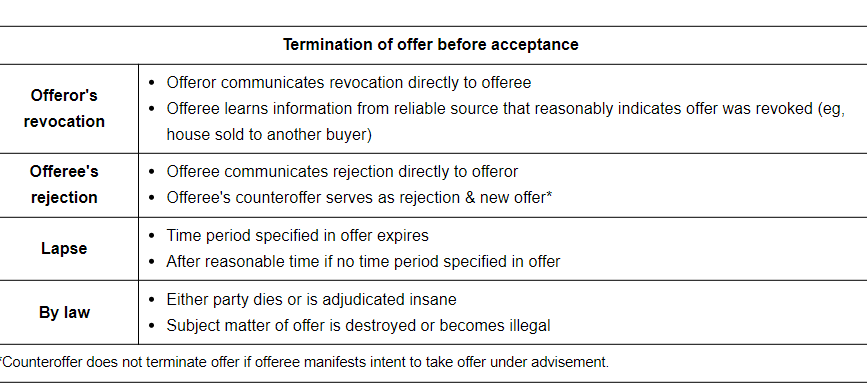 Termination of offer before acceptance
Offeror's
revocation
• Offeror communicates revocation directly to offeree
• Offeree learns information from reliable source that reasonably indicates offer was revoked (eg,
house sold to another buyer)
Offeree's
rejection
• Offeree communicates rejection directly to offeror
• Offeree's counteroffer serves as rejection & new offer*
Lapse
• Time period specified in offer expires
• After reasonable time if no time period specified in offer
By law
• Either party dies or is adjudicated insane
• Subject matter of offer is destroyed or becomes illegal
*Counteroffer does not terminate offer if offeree manifests intent to take offer under advisement.